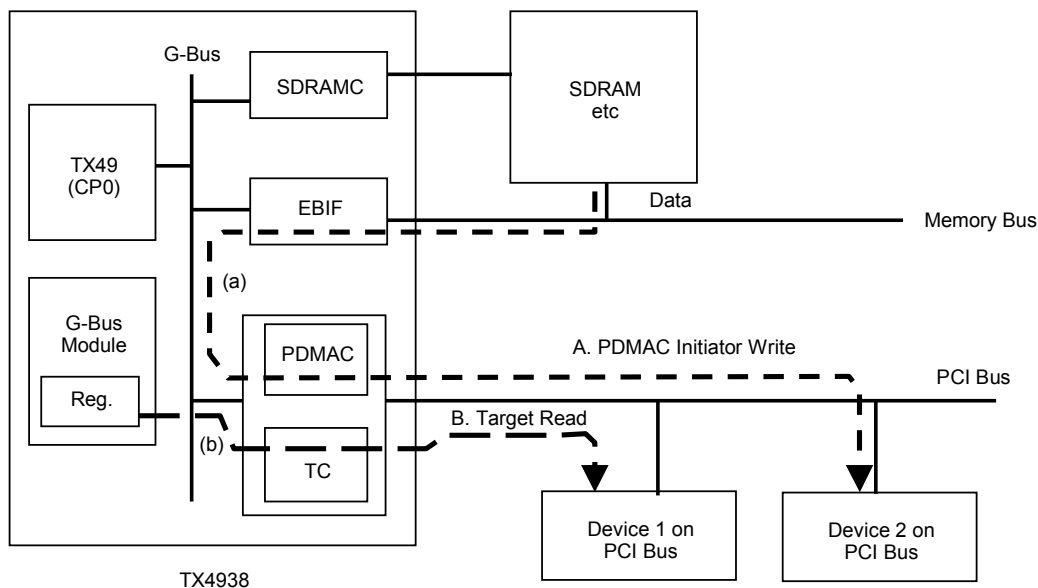 G-Bus
SDRAMC
SDRAM
etc
TX49
(CP0)
EBIF
Data
Memory Bus
(a)
G-Bus
Module
PDMAC
A. PDMAC Initiator Write
PCI Bus
Reg.
B. Target Read
(b)
TC
Device 1 on
PCI Bus
Device 2 on
PCI Bus
TX4938